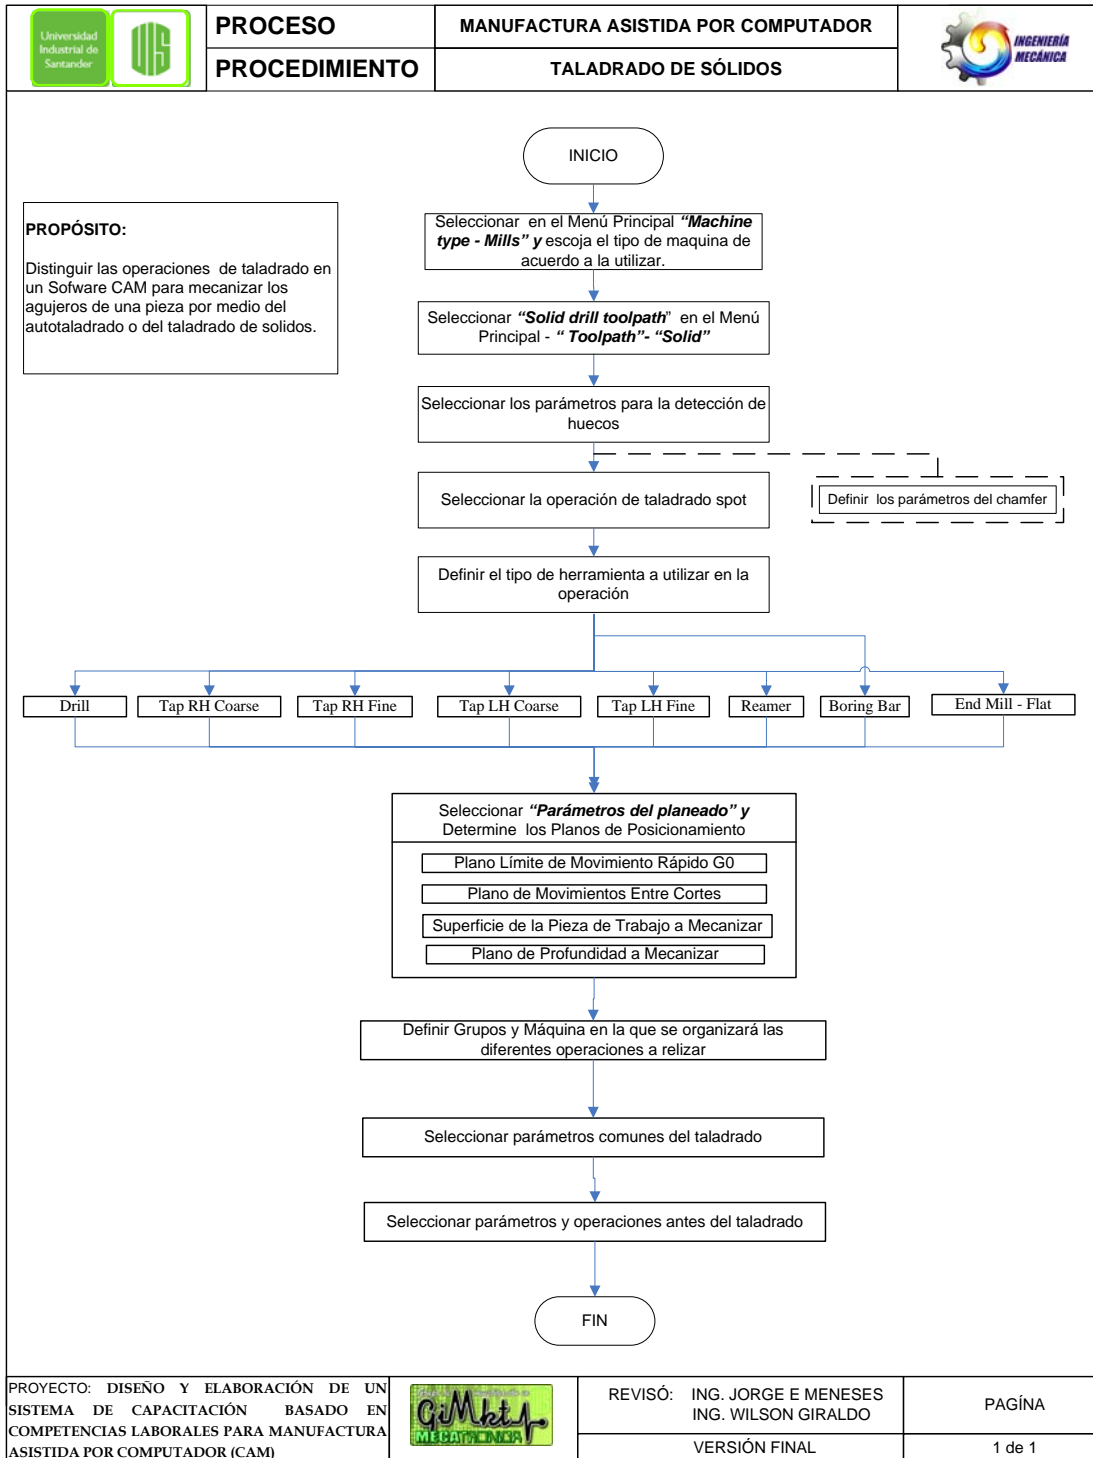 Universidad
Industrial de
Santander
UIS
PROCESO
MANUFACTURA ASISTIDA POR COMPUTADOR
PROCEDIMIENTO
TALADRADO DE SÓLIDOS
INGENIERÍA
MECÁNICA
INICIO
PROPÓSITO:
Distinguir las operaciones de taladrado en
un Sofware CAM para mecanizar los
agujeros de una pieza por medio del
autotaladrado o del taladrado de solidos.
Seleccionar en el Menú Principal “Machine
type - Mills” y escoja el tipo de maquina de
acuerdo a la utilizar.
Seleccionar “Solid drill toolpath” en el Menú
Principal - “ Toolpath”- “Solid”
Seleccionar los parámetros para la detección de
huecos
Seleccionar la operación de taladrado spot
Definir los parámetros del chamfer
Definir el tipo de herramienta a utilizar en la
operación
Drill
Tap RH Coarse
Tap RH Fine
Tap LH Coarse
Tap LH Fine
Reamer
Boring Bar
End Mill - Flat
Seleccionar “Parámetros del planeado” y
Determine los Planos de Posicionamiento
Plano Límite de Movimiento Rápido G0
Plano de Movimientos Entre Cortes
Superficie de la Pieza de Trabajo a Mecanizar
Plano de Profundidad a Mecanizar
Definir Grupos y Máquina en la que se organizará las
diferentes operaciones a relizar
Seleccionar parámetros comunes del taladrado
Seleccionar parámetros y operaciones antes del taladrado
FIN
PROYECTO: DISEÑO Y ELABORACIÓN DE UN
SISTEMA DE CAPACITACIÓN BASADO EN
COMPETENCIAS LABORALES PARA MANUFACTURA
ASISTIDA POR COMPUTADOR (CAM)
MECATRONICA
REVISÓ: ING. JORGE E MENESES
ING. WILSON GIRALDO
VERSIÓN FINAL
PAGÍNA
1 de 1